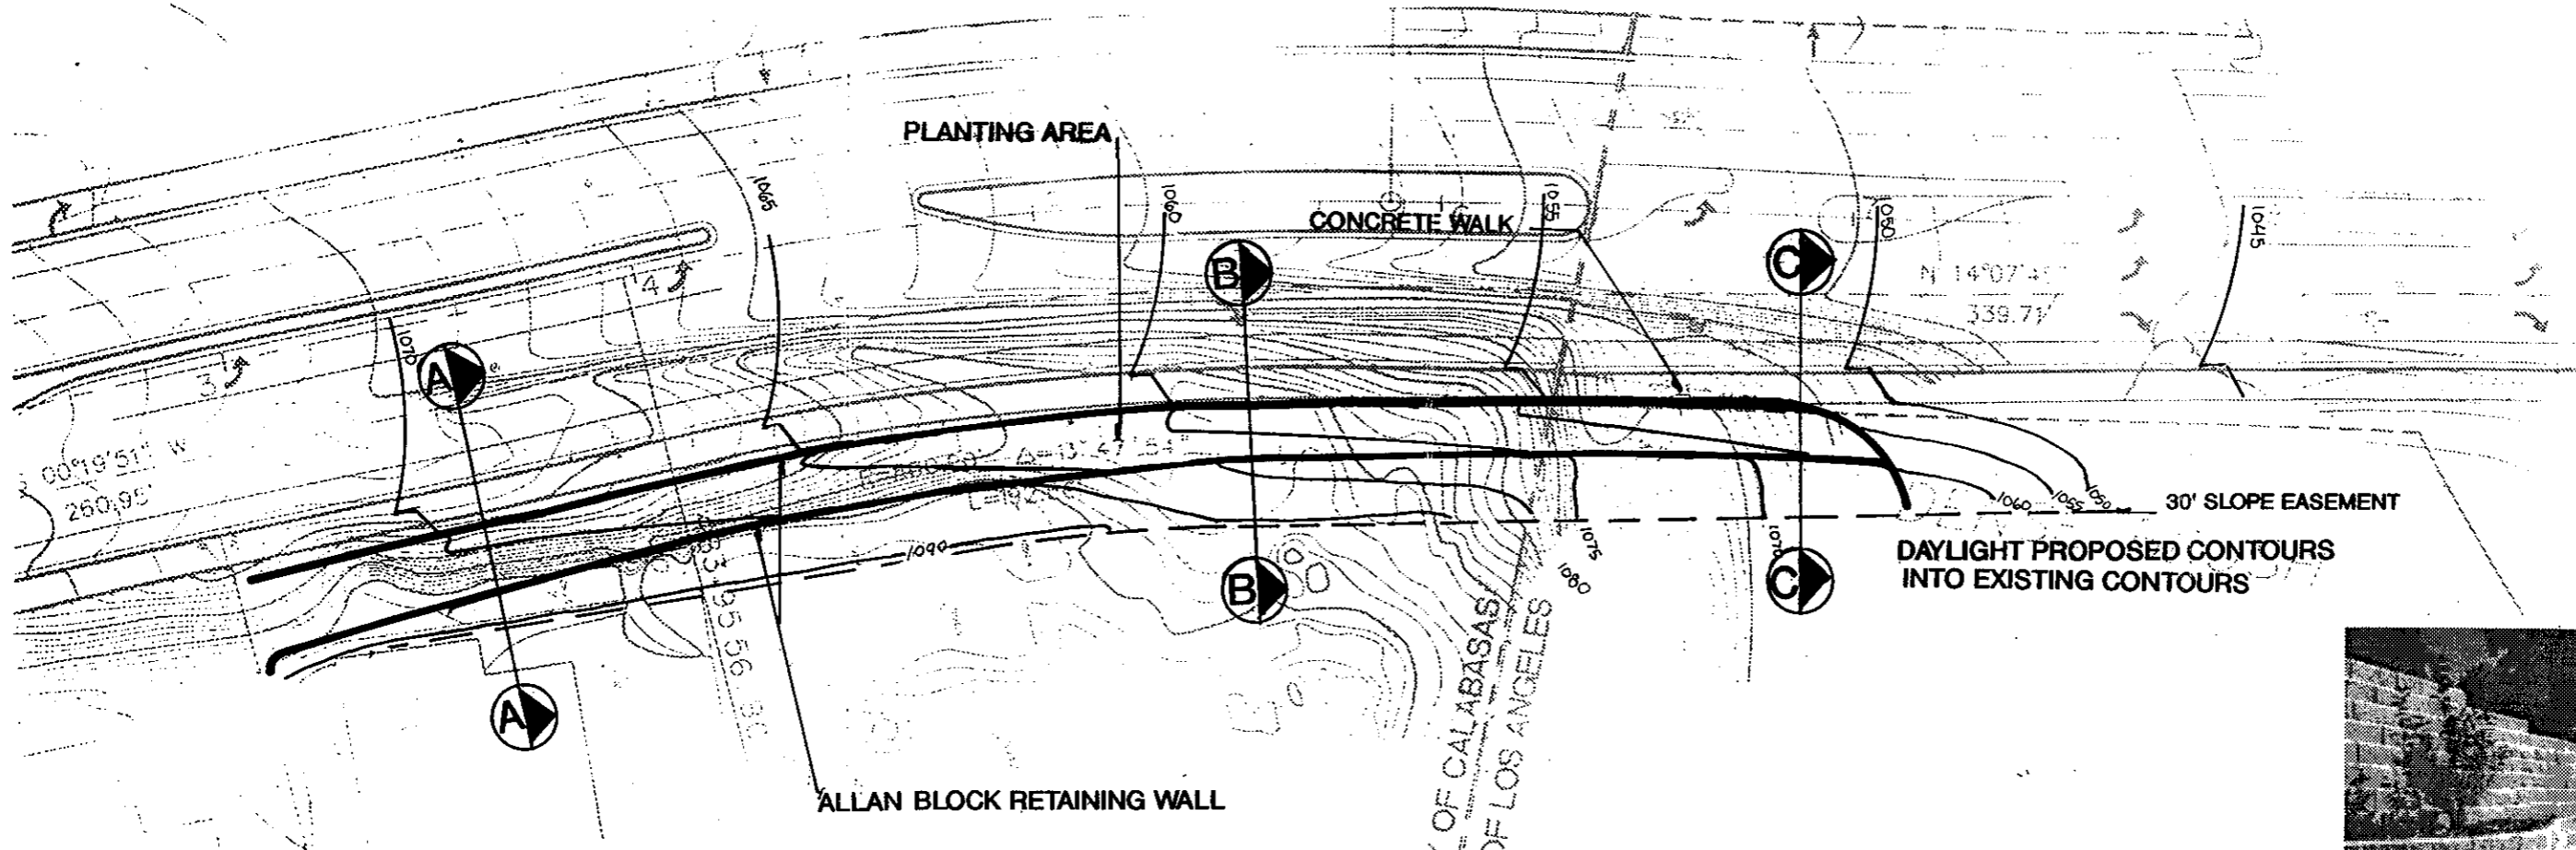 PLANTING AREA
1065
1060
1055
CONCRETE WALK
1050
1045
B
C
14
N 14°07'4
339.71'
1070
A
3
00°19'51" W
260.95'
1090
1075
1080
1070
1060
1055
1050
30' SLOPE EASEMENT
DAYLIGHT PROPOSED CONTOURS
INTO EXISTING CONTOURS
B
C
A
OF CALABASAS
OF LOS ANGELES
ALLAN BLOCK RETAINING WALL